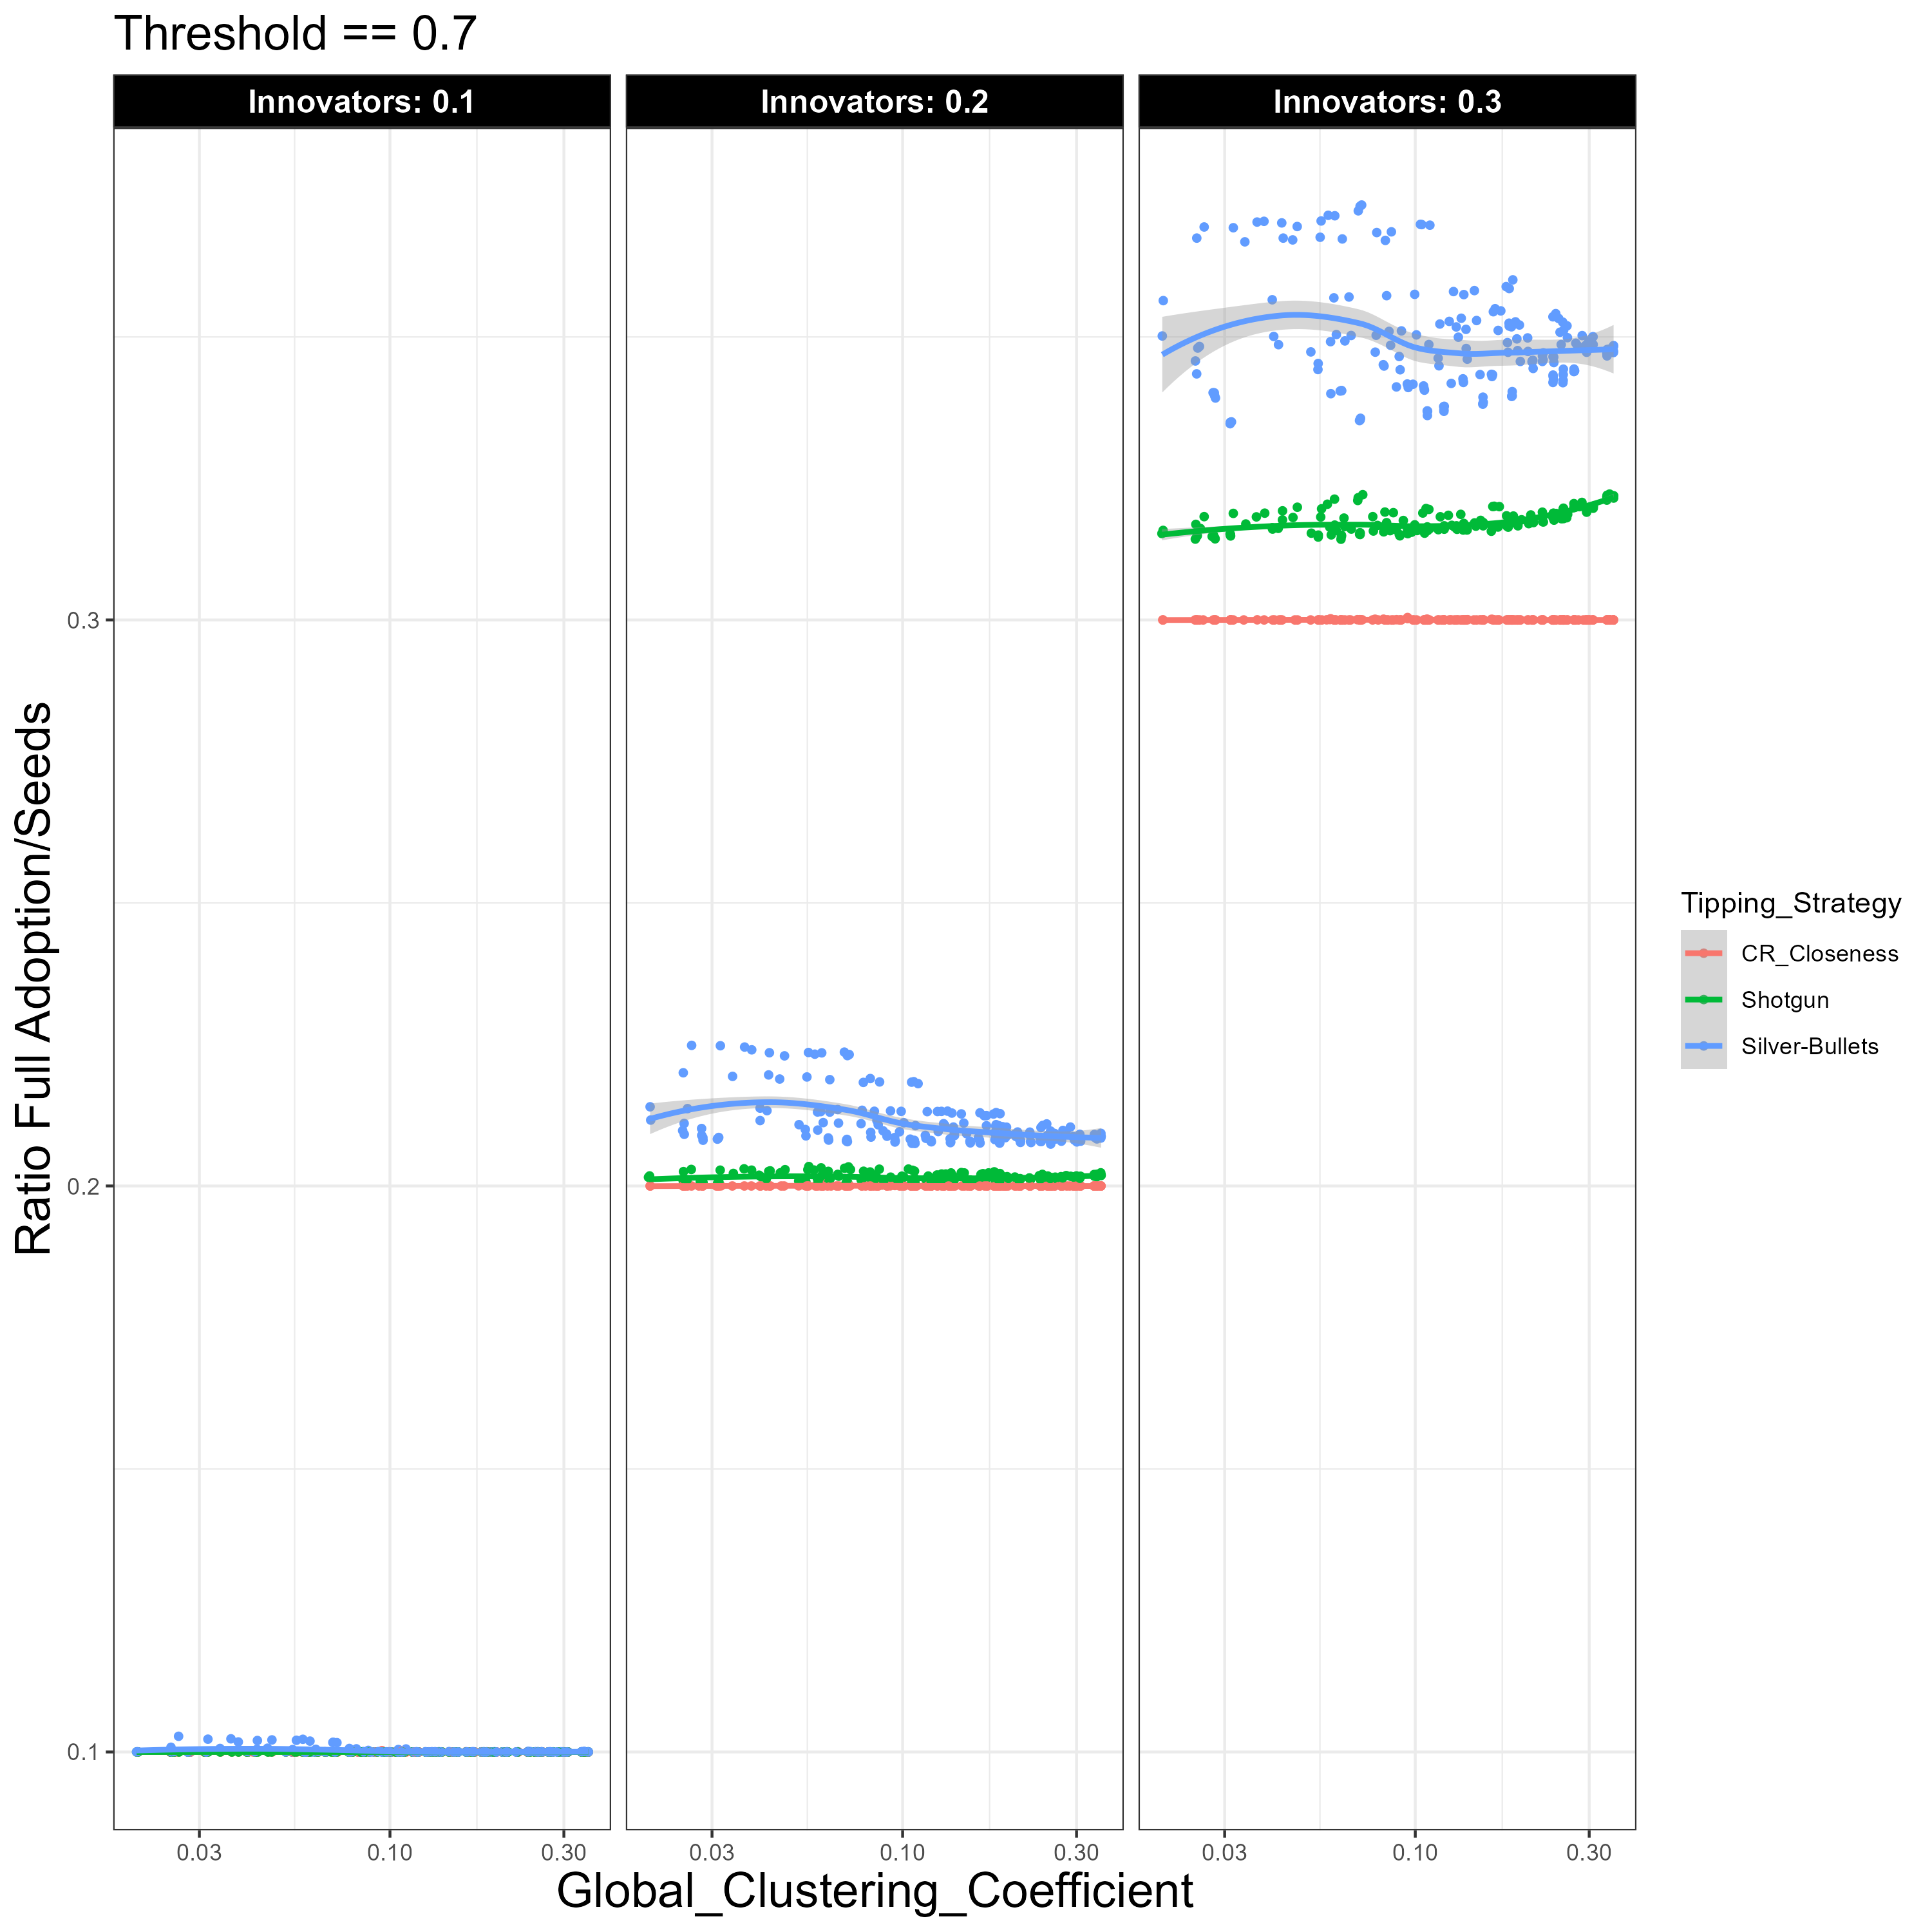 Threshold == 0.7
Innovators: 0.1
Innovators: 0.2
Innovators: 0.3
Ratio Full Adoption/Seeds
0.3
0.2
0.1
0.03 0.10 0.30
0.03 0.10 0.30
0.03 0.10 0.30
Global_Clustering_Coefficient
Tipping_Strategy
CR_Closeness
Shotgun
Silver-Bullets